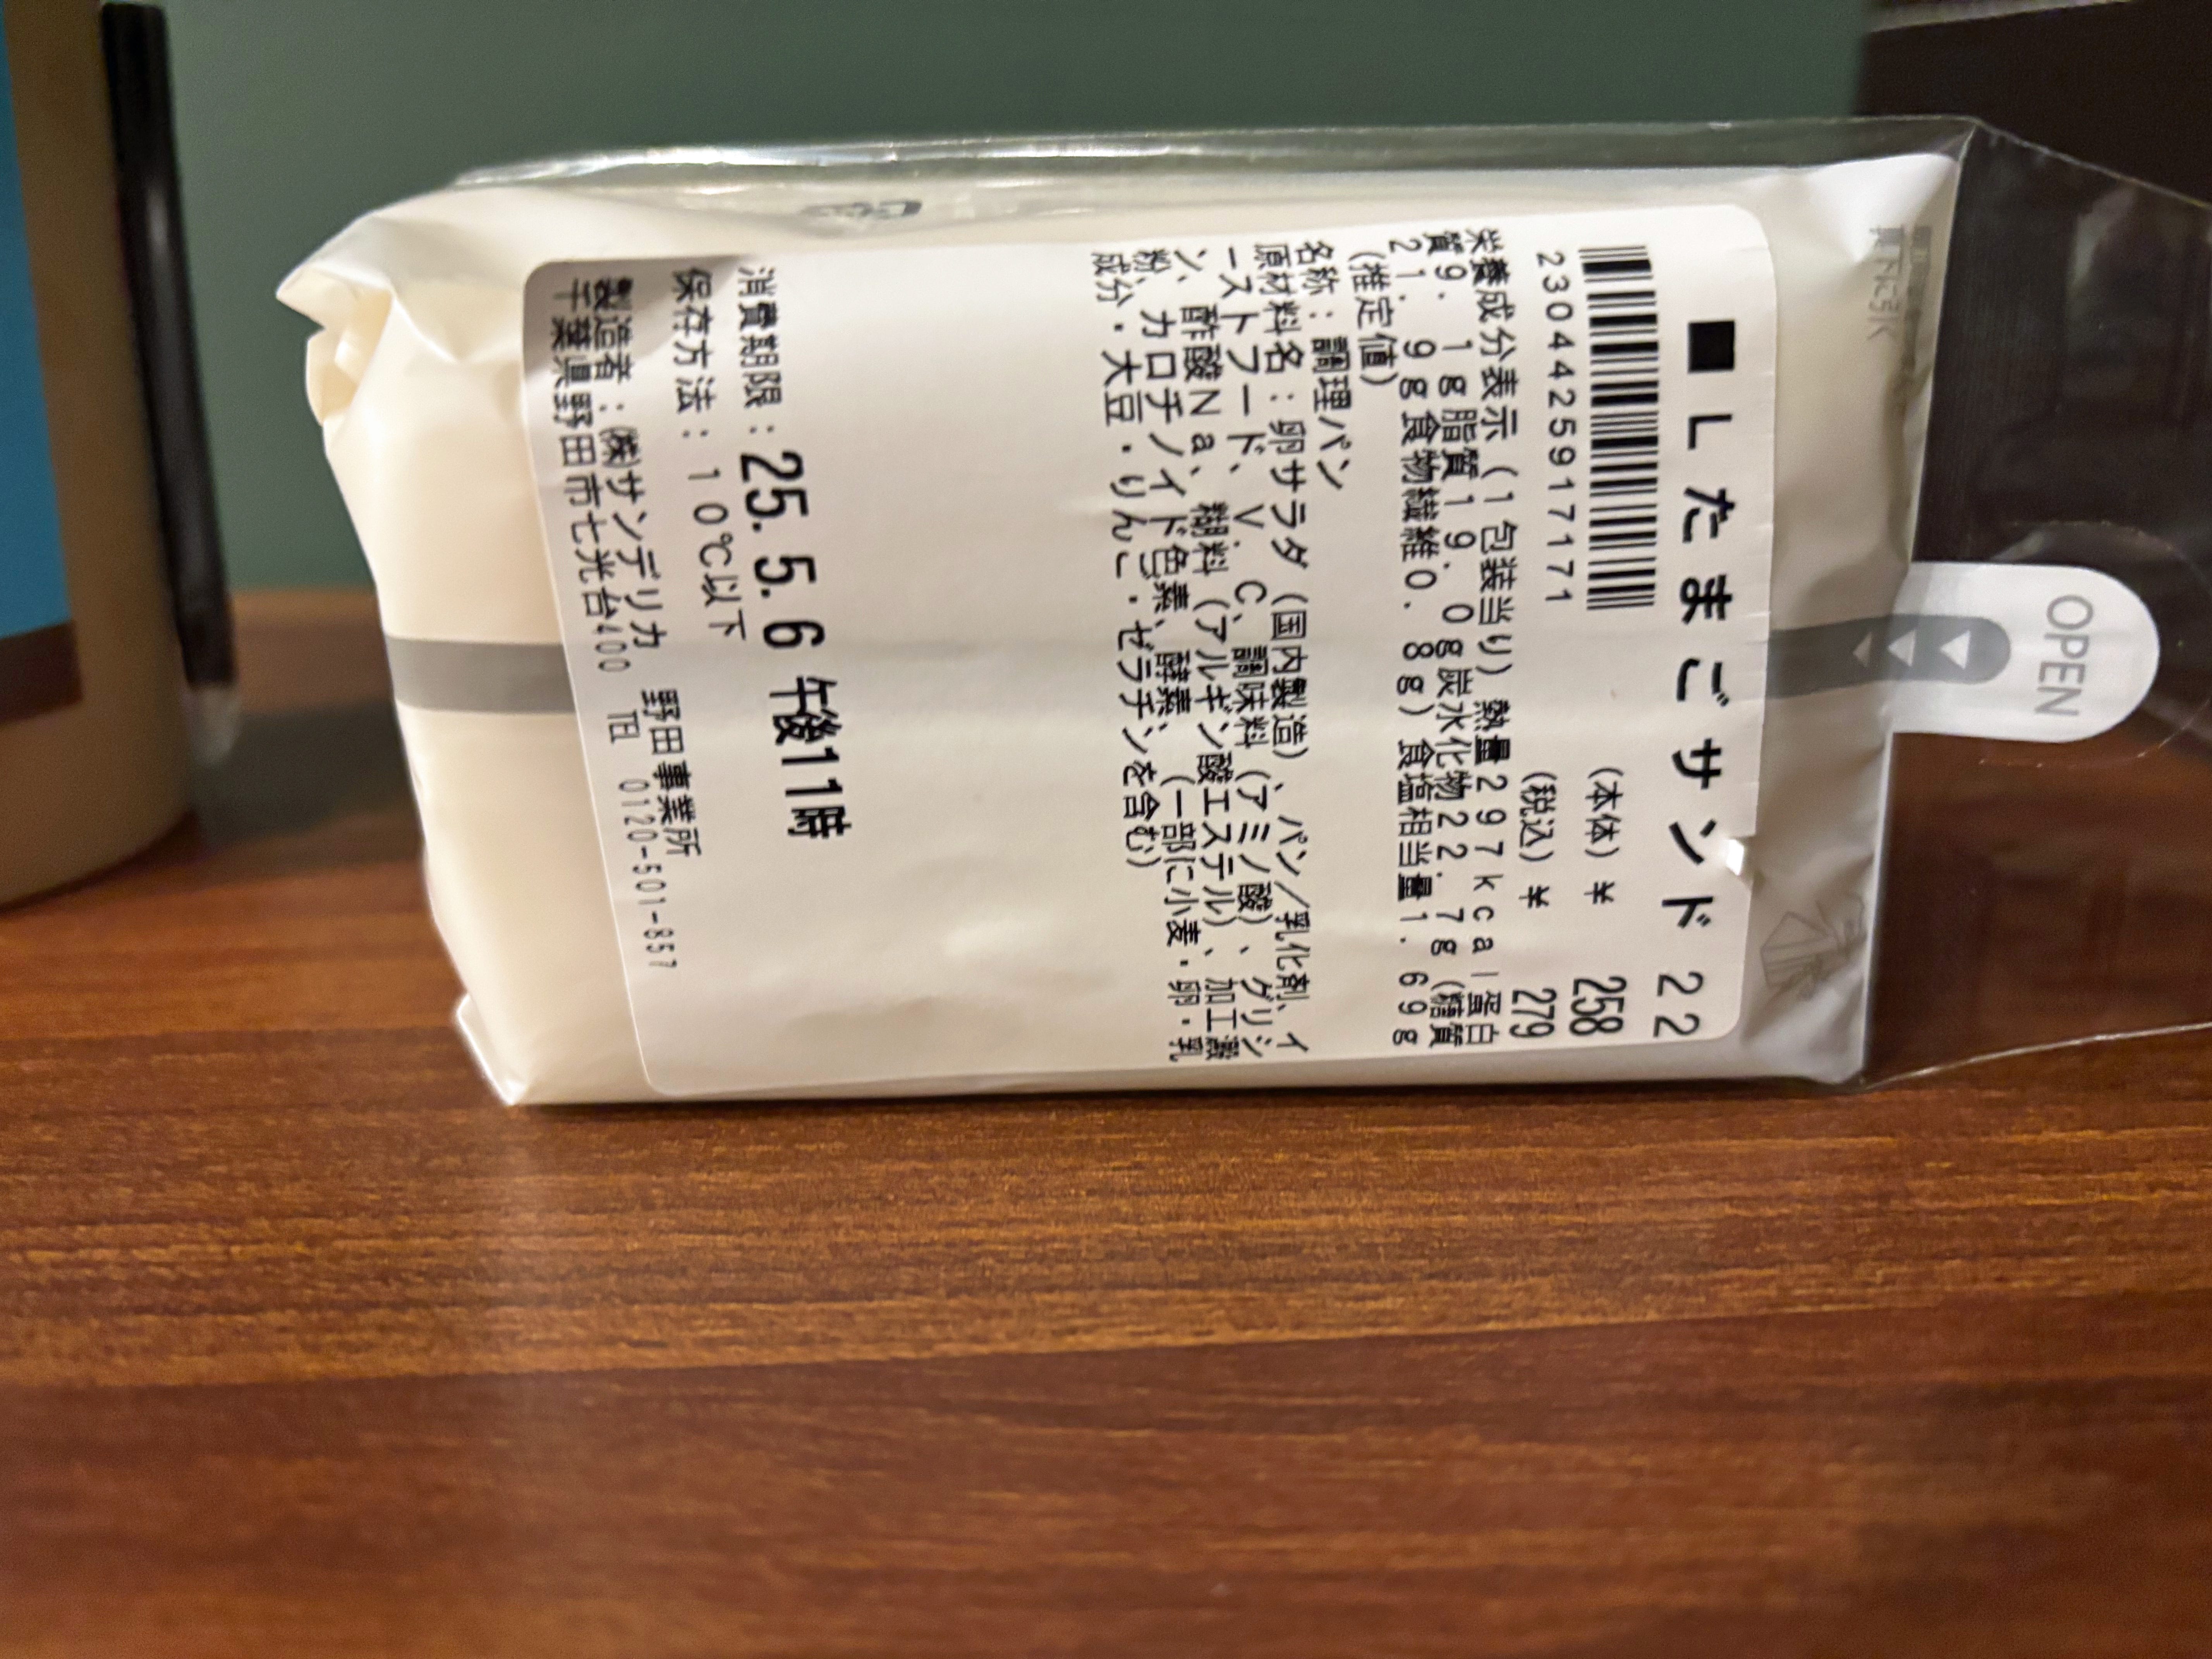 ■Lたまごサンド 22
(本体) ¥ 258
(税込) ¥ 279
2304425917171
栄養成分表示(1包装当り)熱量297kcal蛋白
質9.1g脂質19.0g炭水化物22.7g(糖質
21.9g食物繊維0.8g)食塩相当量1.69g
(推定値)
名称:調理パン
原材料名:卵サラダ(国内製造)、パン/乳化剤、イ
ーストフード、V.C、調味料(アミノ酸)、グリシ
ン、酢酸Na、糊料(アルギン酸エステル)、加工澱
粉、カロチノイド色素、酵素、(一部に小麦・卵・乳
成分・大豆・りんご・ゼラチンを含む)
消費期限:25.5.6 午後11時
保存方法:10℃以下
製造者:㈱サンデリカ 野田事業所
千葉県野田市七光台400 TEL 0120-501-857
OPEN